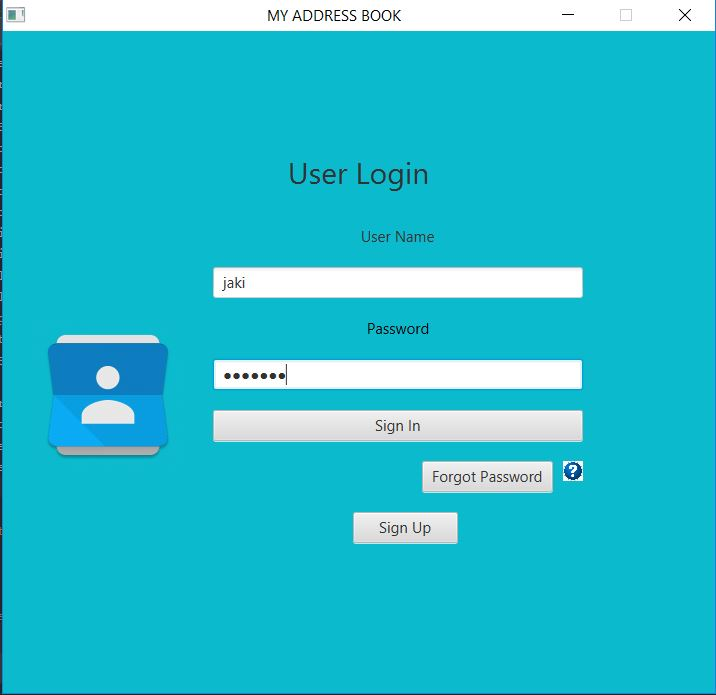 MY ADDRESS BOOK
User Login
User Name
jaki
Password
●●●●●●●
Sign In
Forgot Password
?
Sign Up